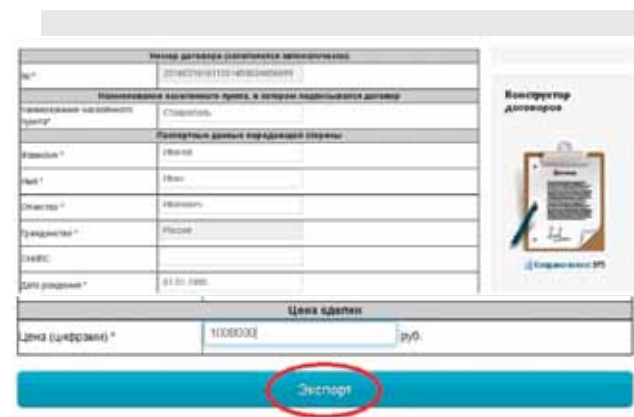 Номер договора (заполняется автоматически)
№*
Наименование населённого пункта, в котором подписывается договор
Наименование населённого пункта*
Ставрополь
Паспортные данные передающей стороны
Фамилия *
Иванов
Имя *
Иван
Отчество *
Иванович
Гражданство *
Россия
СНИЛС
Дата рождения *
01.01.1980
Конструктор
договоров
Цена сделки
Цена (цифрами) *
1000000
руб.
Экспорт